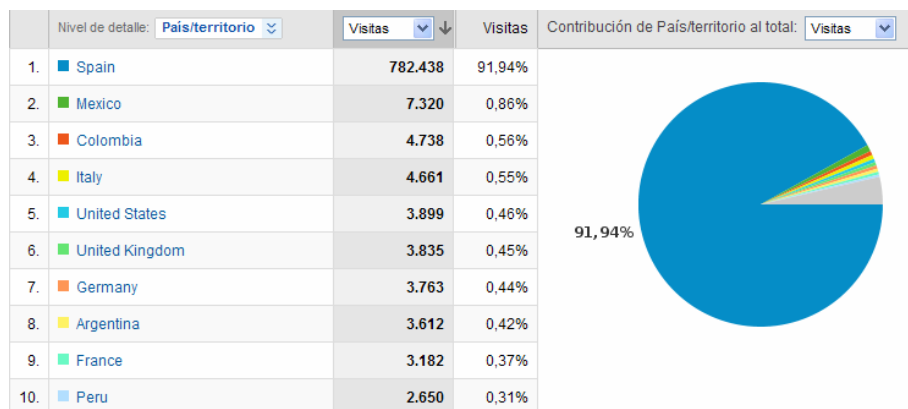 Nivel de detalle: País/territorio Visitas Visitas Contribución de País/territorio al total: Visitas
1. Spain 782.438 91,94%
2. Mexico 7.320 0,86%
3. Colombia 4.738 0,56%
4. Italy 4.661 0,55%
5. United States 3.899 0,46%
6. United Kingdom 3.835 0,45%
7. Germany 3.763 0,44%
8. Argentina 3.612 0,42%
9. France 3.182 0,37%
10. Peru 2.650 0,31%
91,94%